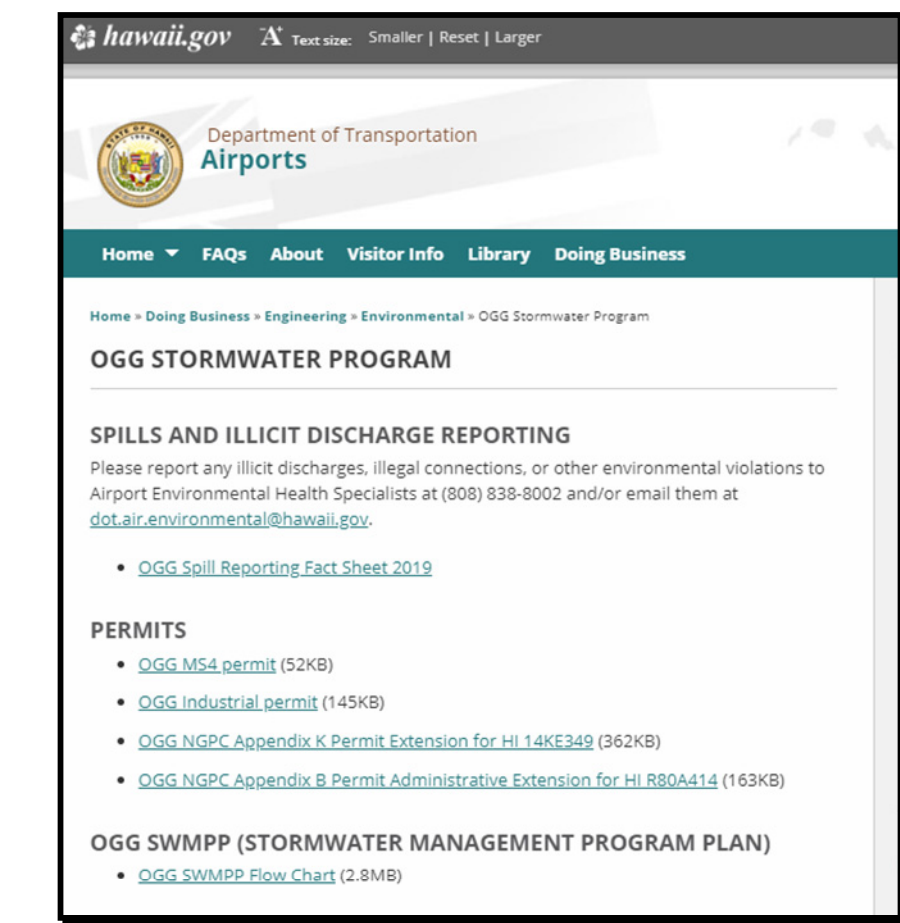 hawaii.gov A Text size: Smaller | Reset | Larger
Department of Transportation
Airports
Home FAQs About Visitor Info Library Doing Business
Home » Doing Business » Engineering » Environmental » OGG Stormwater Program
OGG STORMWATER PROGRAM
SPILLS AND ILLICIT DISCHARGE REPORTING
Please report any illicit discharges, illegal connections, or other environmental violations to
Airport Environmental Health Specialists at (808) 838-8002 and/or email them at
dot.air.environmental@hawaii.gov.
• OGG Spill Reporting Fact Sheet 2019
PERMITS
• OGG MS4 permit (52KB)
• OGG Industrial permit (145KB)
• OGG NGPC Appendix K Permit Extension for HI 14KE349 (362KB)
• OGG NGPC Appendix B Permit Administrative Extension for HI R80A414 (163KB)
OGG SWMPP (STORMWATER MANAGEMENT PROGRAM PLAN)
• OGG SWMPP Flow Chart (2.8MB)